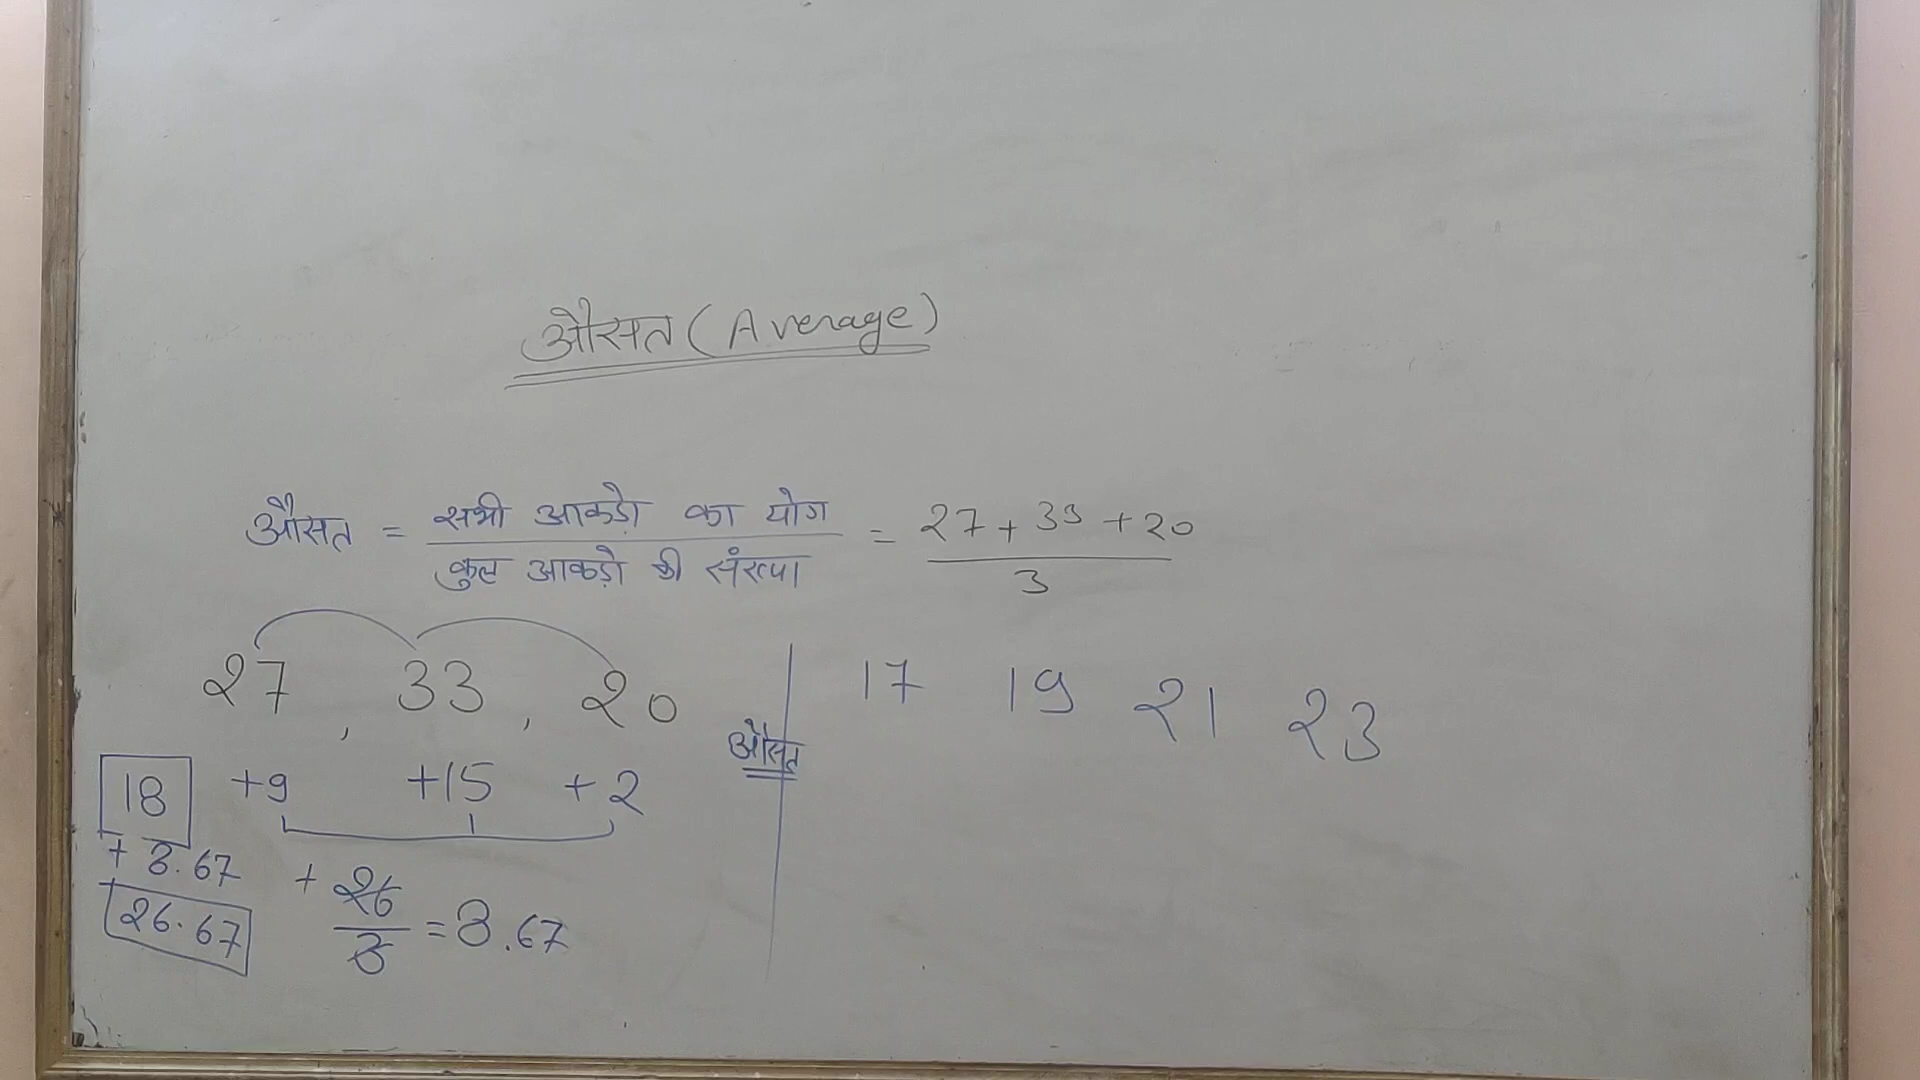 औसत (Average)
औसत = सभी आकड़ो का योग / कुल आकड़ो की संख्या = 27 + 33 + 20 / 3
27 , 33 , 20
17 19 21 23
औसत
18 +9 +15 +2
+ 8.67
+ 26 / 3 = 8.67
26.67